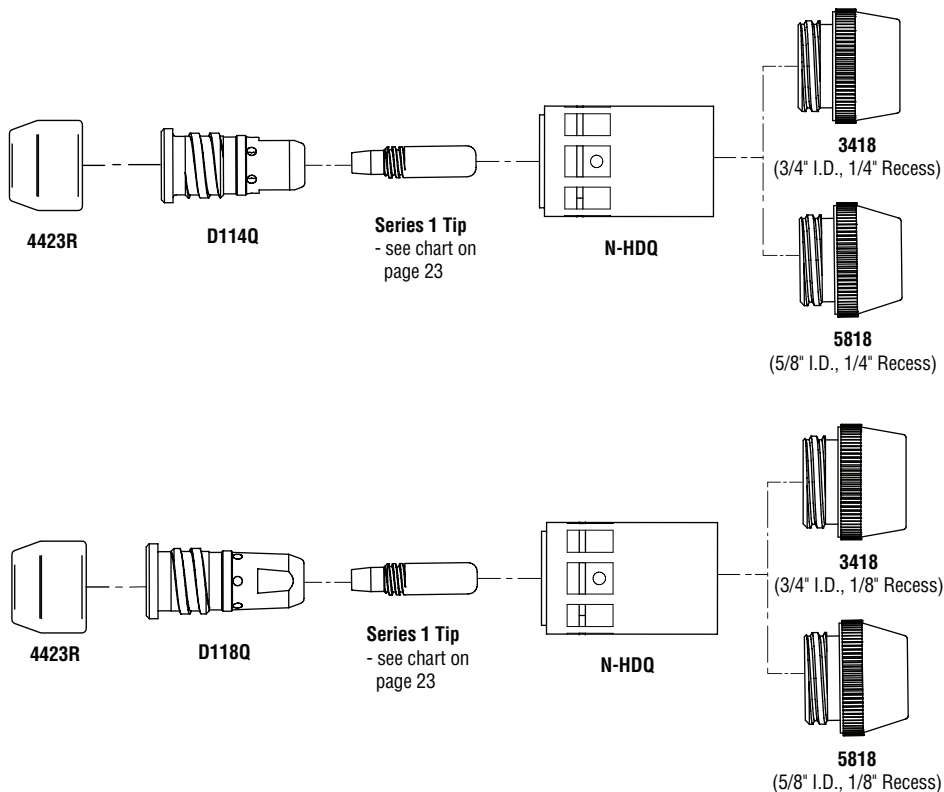 4423R
D114Q
Series 1 Tip
- see chart on
page 23
N-HDQ
3418
(3/4" I.D., 1/4" Recess)
5818
(5/8" I.D., 1/4" Recess)
4423R
D118Q
Series 1 Tip
- see chart on
page 23
N-HDQ
3418
(3/4" I.D., 1/8" Recess)
5818
(5/8" I.D., 1/8" Recess)